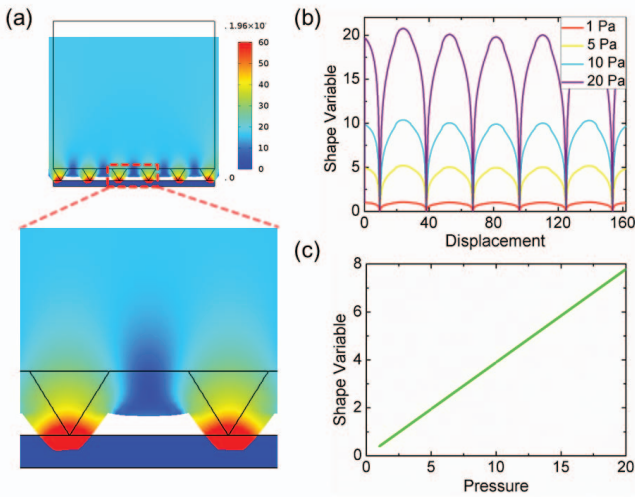 (a)
1.96×10
60
50
40
30
20
10
0
.0
(b)
Shape Variable
20
15
10
5
0
1 Pa
5 Pa
10 Pa
20 Pa
0 40 80 120 160
Displacement
(c)
Shape Variable
8
6
4
2
0
0 5 10 15 20
Pressure